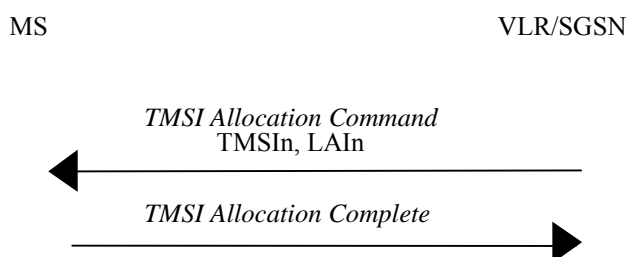 MS VLR/SGSN
TMSI Allocation Command
TMSIn, LAIn
TMSI Allocation Complete